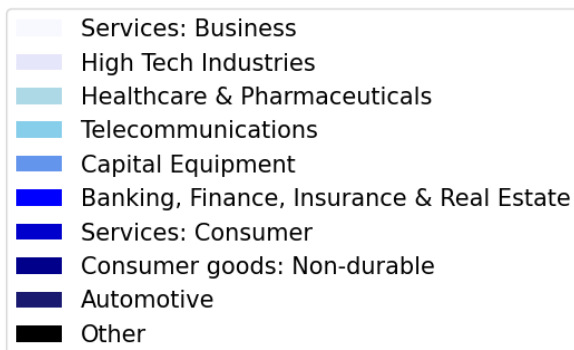 Services: Business
High Tech Industries
Healthcare & Pharmaceuticals
Telecommunications
Capital Equipment
Banking, Finance, Insurance & Real Estate
Services: Consumer
Consumer goods: Non-durable
Automotive
Other